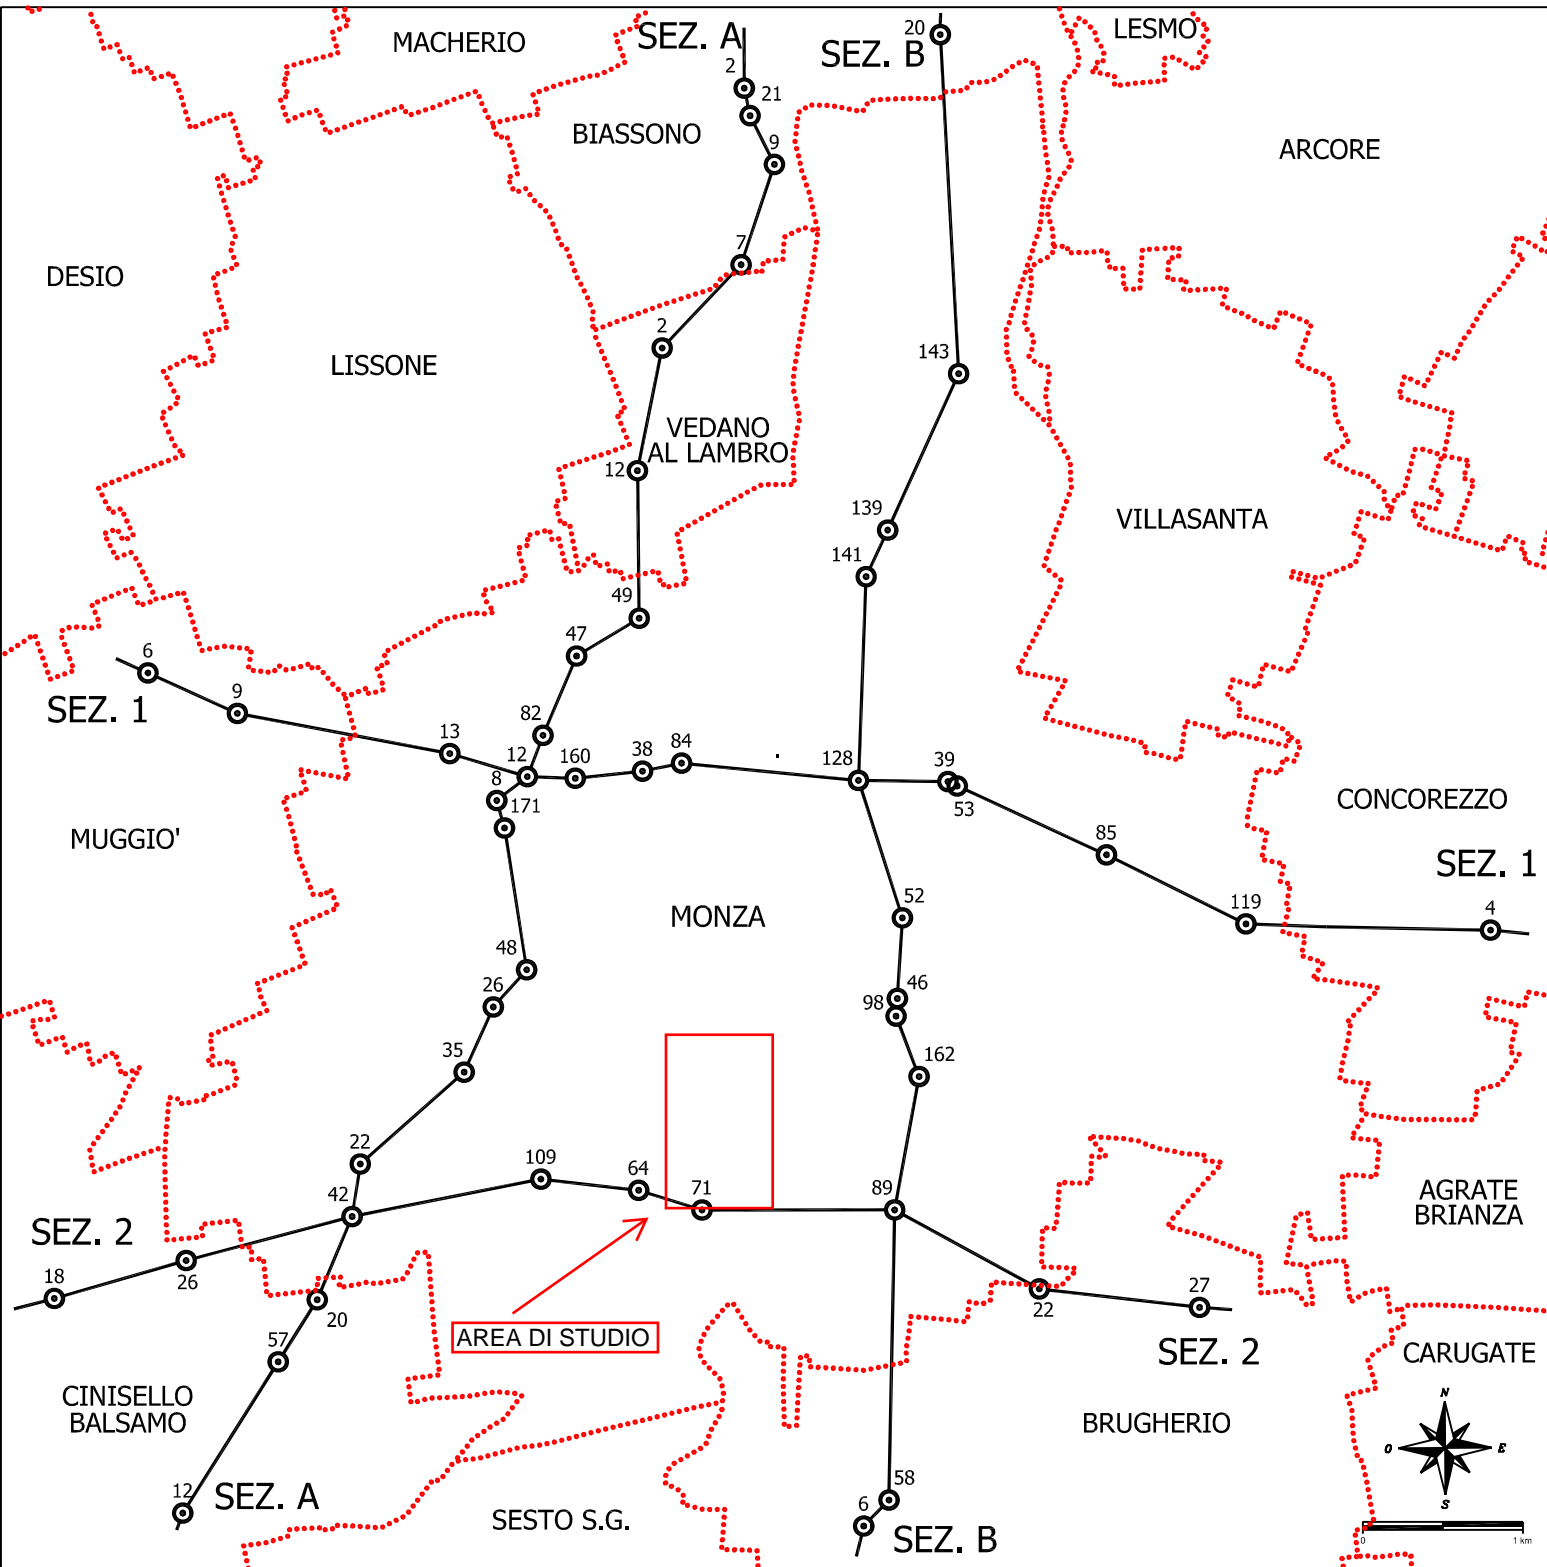 MACHERIO
SEZ. A
20
SEZ. B
LESMO
2
21
BIASSONO
9
ARCORE
7
DESIO
2
143
LISSONE
VEDANO
AL LAMBRO
12
139
VILLASANTA
141
49
47
6
9
SEZ. 1
13
82
12
160
38
84
128
39
53
8
171
CONCOREZZO
MUGGIO'
85
SEZ. 1
MONZA
52
119
4
48
26
46
98
35
162
22
109
64
71
89
42
AGRATE
BRIANZA
SEZ. 2
18
26
20
22
27
57
AREA DI STUDIO
SEZ. 2
CARUGATE
CINISELLO
BALSAMO
BRUGHERIO
N
O
E
S
12
SEZ. A
SESTO S.G.
58
6
SEZ. B
0
1 km